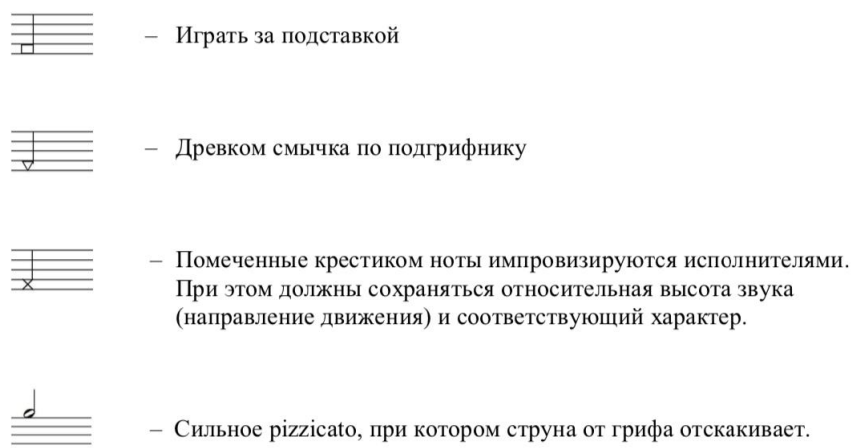 – Играть за подставкой
– Древком смычка по подгрифнику
– Помеченные крестиком ноты импровизируются исполнителями.
При этом должны сохраняться относительная высота звука
(направление движения) и соответствующий характер.
– Сильное pizzicato, при котором струна от грифа отскакивает.